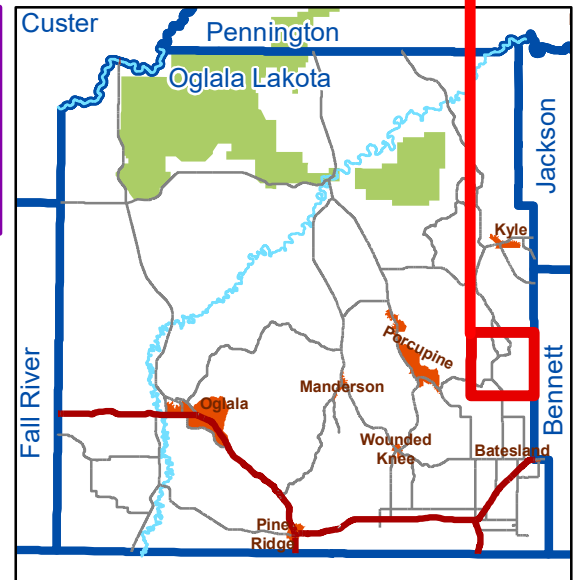 Custer
Pennington
Oglala Lakota
Jackson
Kyle
Porcupine
Fall River
Manderson
Oglala
Bennett
Wounded
Knee
Batesland
Pine
Ridge